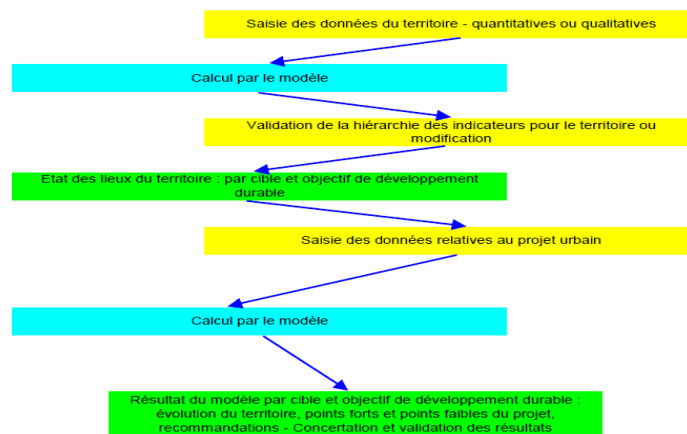 Saisie des données du territoire - quantitatives ou qualitatives
Calcul par le modèle
Validation de la hiérarchie des indicateurs pour le territoire ou
modification
Etat des lieux du territoire : par cible et objectif de développement
durable
Saisie des données relatives au projet urbain
Calcul par le modèle
Résultat du modèle par cible et objectif de développement durable :
évolution du territoire, points forts et points faibles du projet,
recommandations - Concertation et validation des résultats